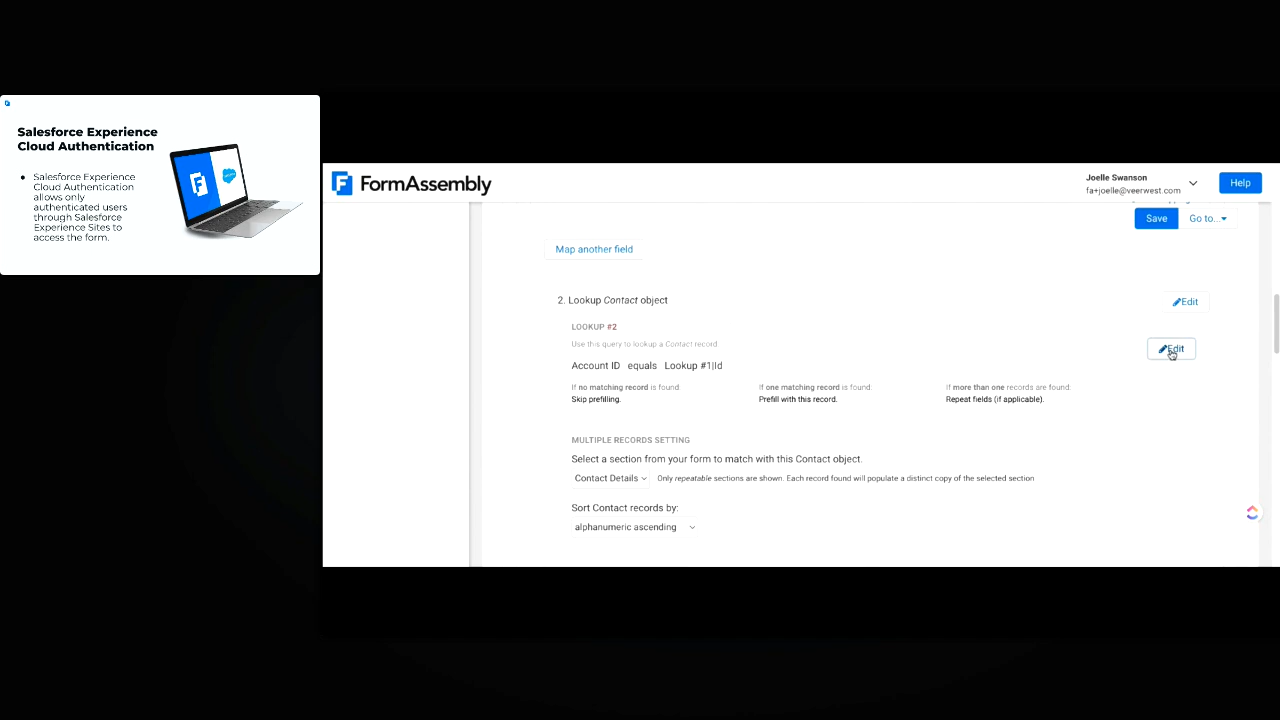 Salesforce Experience
Cloud Authentication
● Salesforce Experience
Cloud Authentication
allows only
authenticated users
through Salesforce
Experience Sites to
access the form.
FormAssembly
Joelle Swanson
fa+joelle@veerwest.com
Help
Save
Go to...
Map another field
2. Lookup Contact object
Edit
LOOKUP #2
Use this query to lookup a Contact record.
Edit
Account ID equals Lookup #1|Id
If no matching record is found:
Skip prefilling.
If one matching record is found:
Prefill with this record.
If more than one records are found:
Repeat fields (if applicable).
MULTIPLE RECORDS SETTING
Select a section from your form to match with this Contact object.
Contact Details
Only repeatable sections are shown. Each record found will populate a distinct copy of the selected section
Sort Contact records by:
alphanumeric ascending